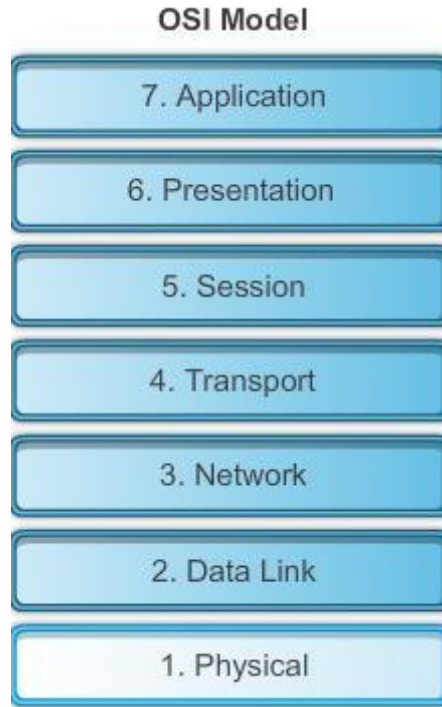 OSI Model
7. Application
6. Presentation
5. Session
4. Transport
3. Network
2. Data Link
1. Physical